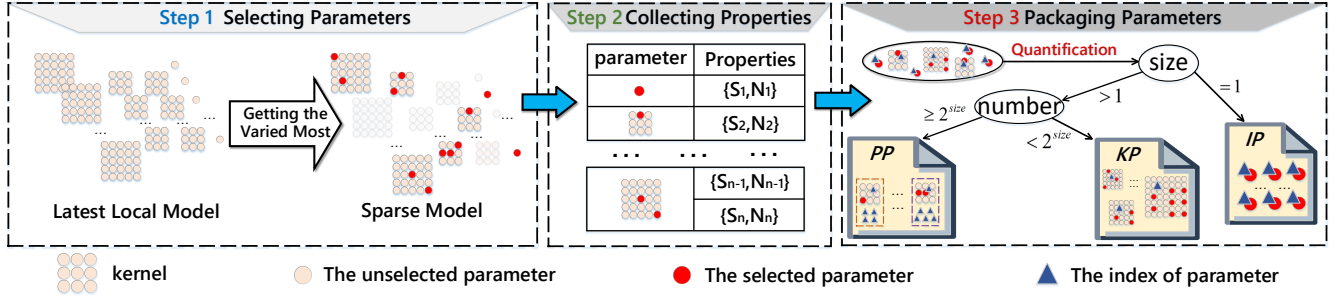 Step 1 Selecting Parameters
Getting the
Varied Most
...
...
...
...
...
...
Latest Local Model
Sparse Model
Step 2 Collecting Properties
parameter Properties
{S1,N1}
{S2,N2}
... ... ...
{Sn-1,Nn-1}
{Sn,Nn}
Step 3 Packaging Parameters
Quantification
size
number
>1
=1
≥ 2^size
< 2^size
PP
...
...
KP
...
...
IP
... ...
kernel
The unselected parameter
The selected parameter
The index of parameter